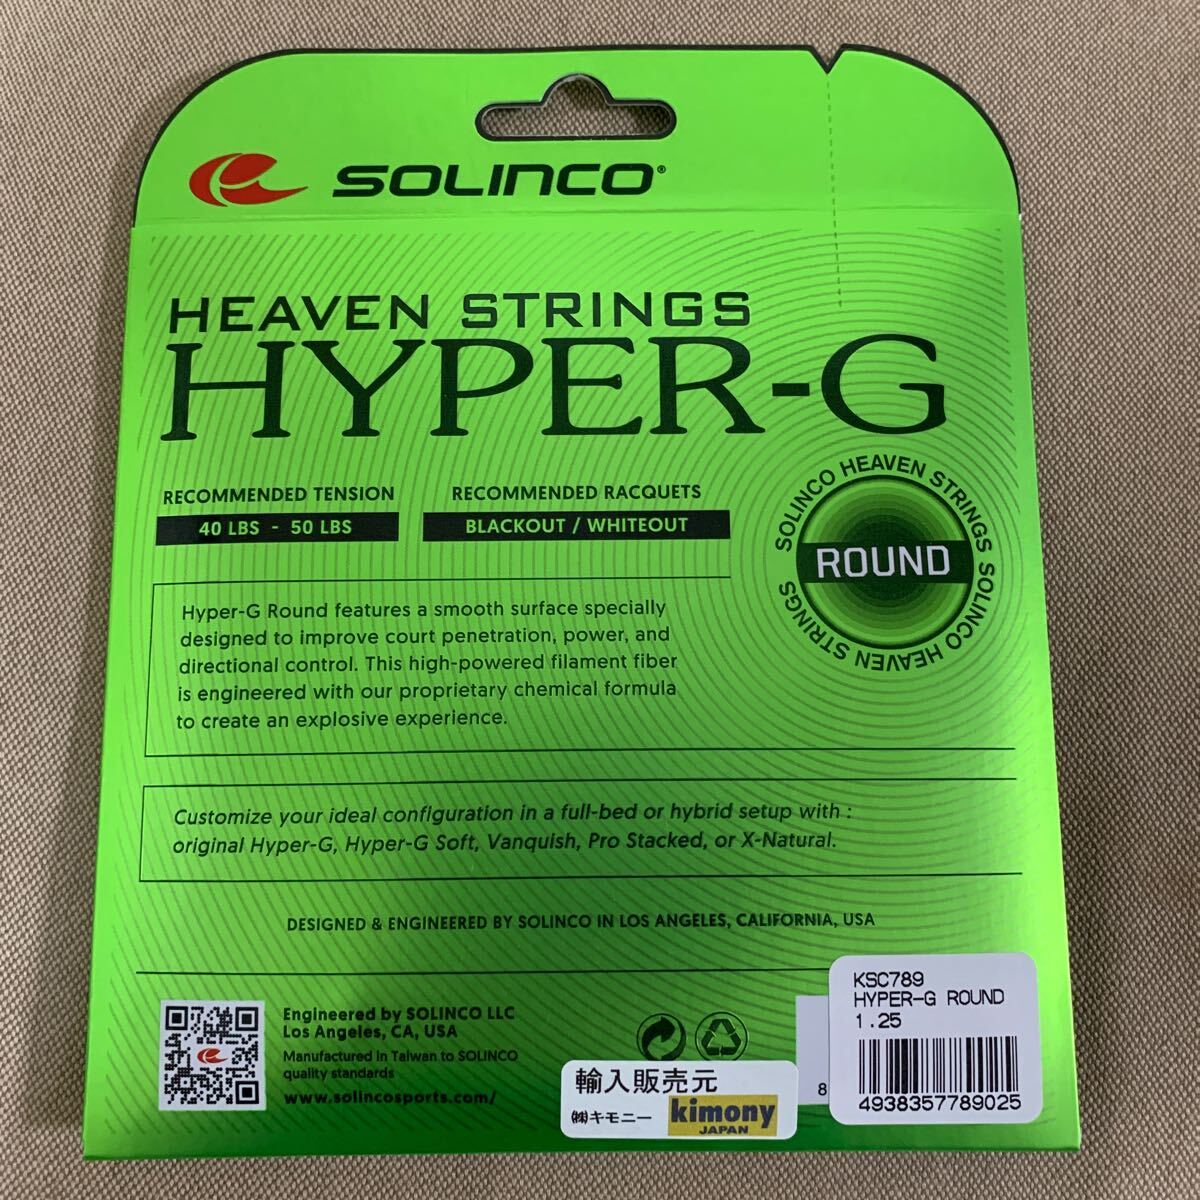 SOLINCO®
HEAVEN STRINGS
HYPER-G
RECOMMENDED TENSION
40 LBS - 50 LBS
RECOMMENDED RACQUETS
BLACKOUT / WHITEOUT
SOLINCO HEAVEN STRINGS SOLINCO HEAVEN STRINGS
ROUND
Hyper-G Round features a smooth surface specially
designed to improve court penetration, power, and
directional control. This high-powered filament fiber
is engineered with our proprietary chemical formula
to create an explosive experience.
Customize your ideal configuration in a full-bed or hybrid setup with :
original Hyper-G, Hyper-G Soft, Vanquish, Pro Stacked, or X-Natural.
DESIGNED & ENGINEERED BY SOLINCO IN LOS ANGELES, CALIFORNIA, USA
Engineered by SOLINCO LLC
Los Angeles, CA, USA
Manufactured in Taiwan to SOLINCO
quality standards
www.solincosports.com/
輸入販売元
㈱キモニー
kimony
JAPAN
8
KSC789
HYPER-G ROUND
1.25
4938357789025